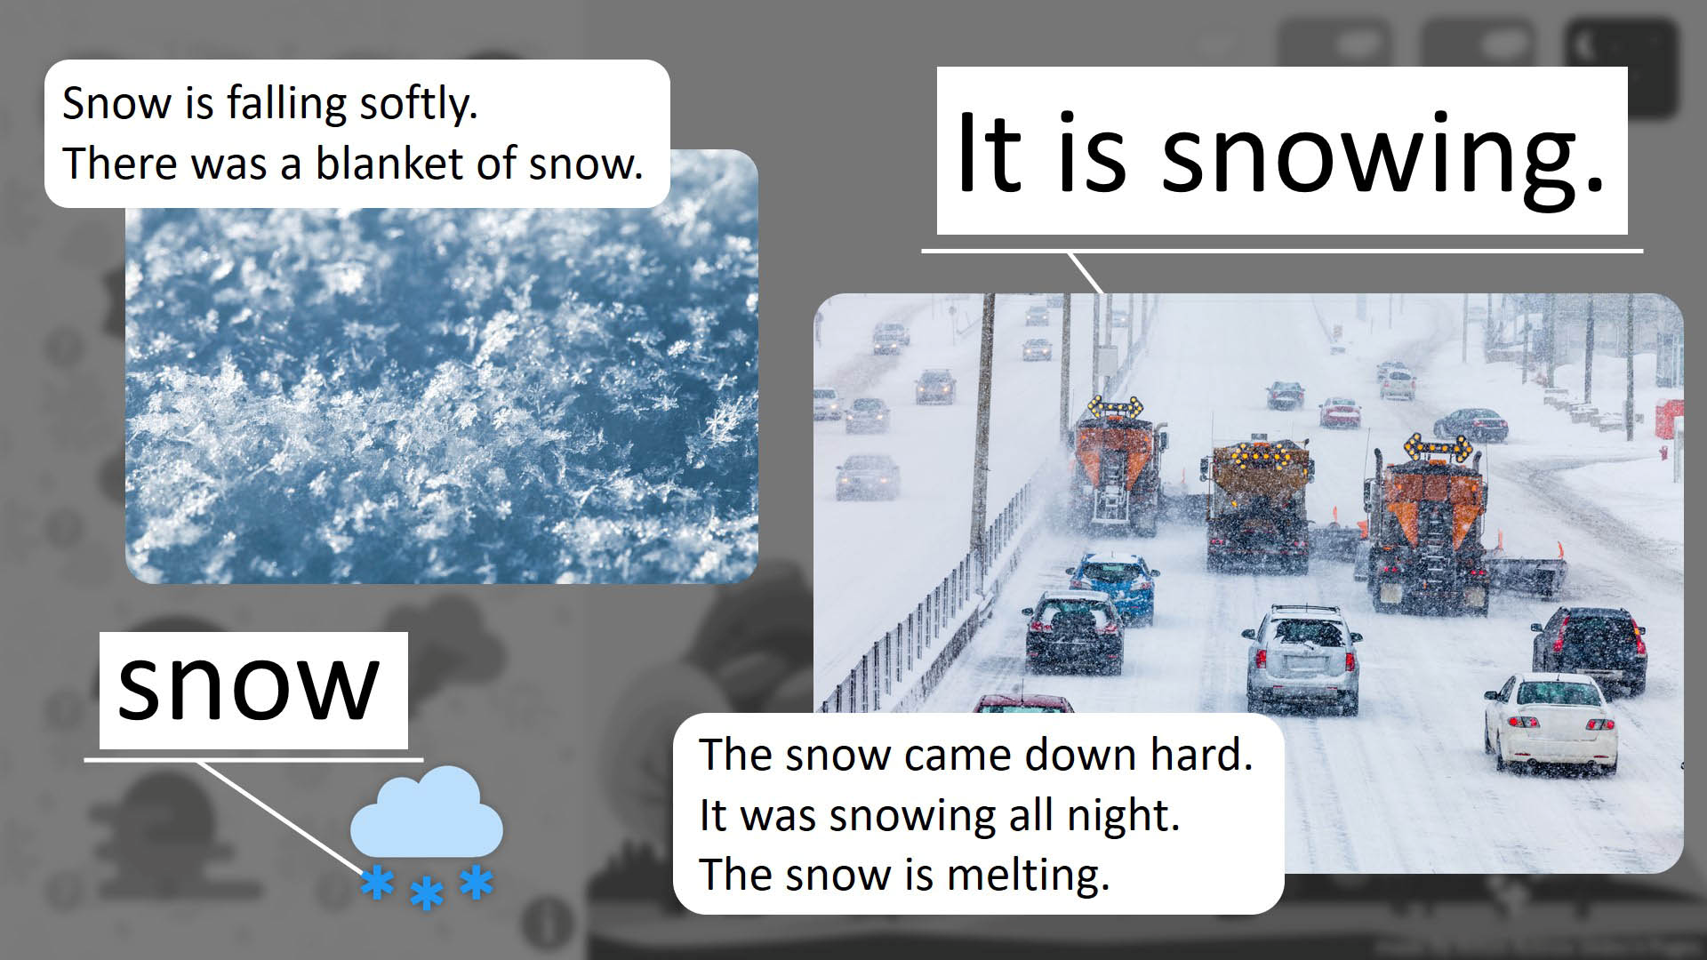 Snow is falling softly.
There was a blanket of snow.
It is snowing.
snow
The snow came down hard.
It was snowing all night.
The snow is melting.